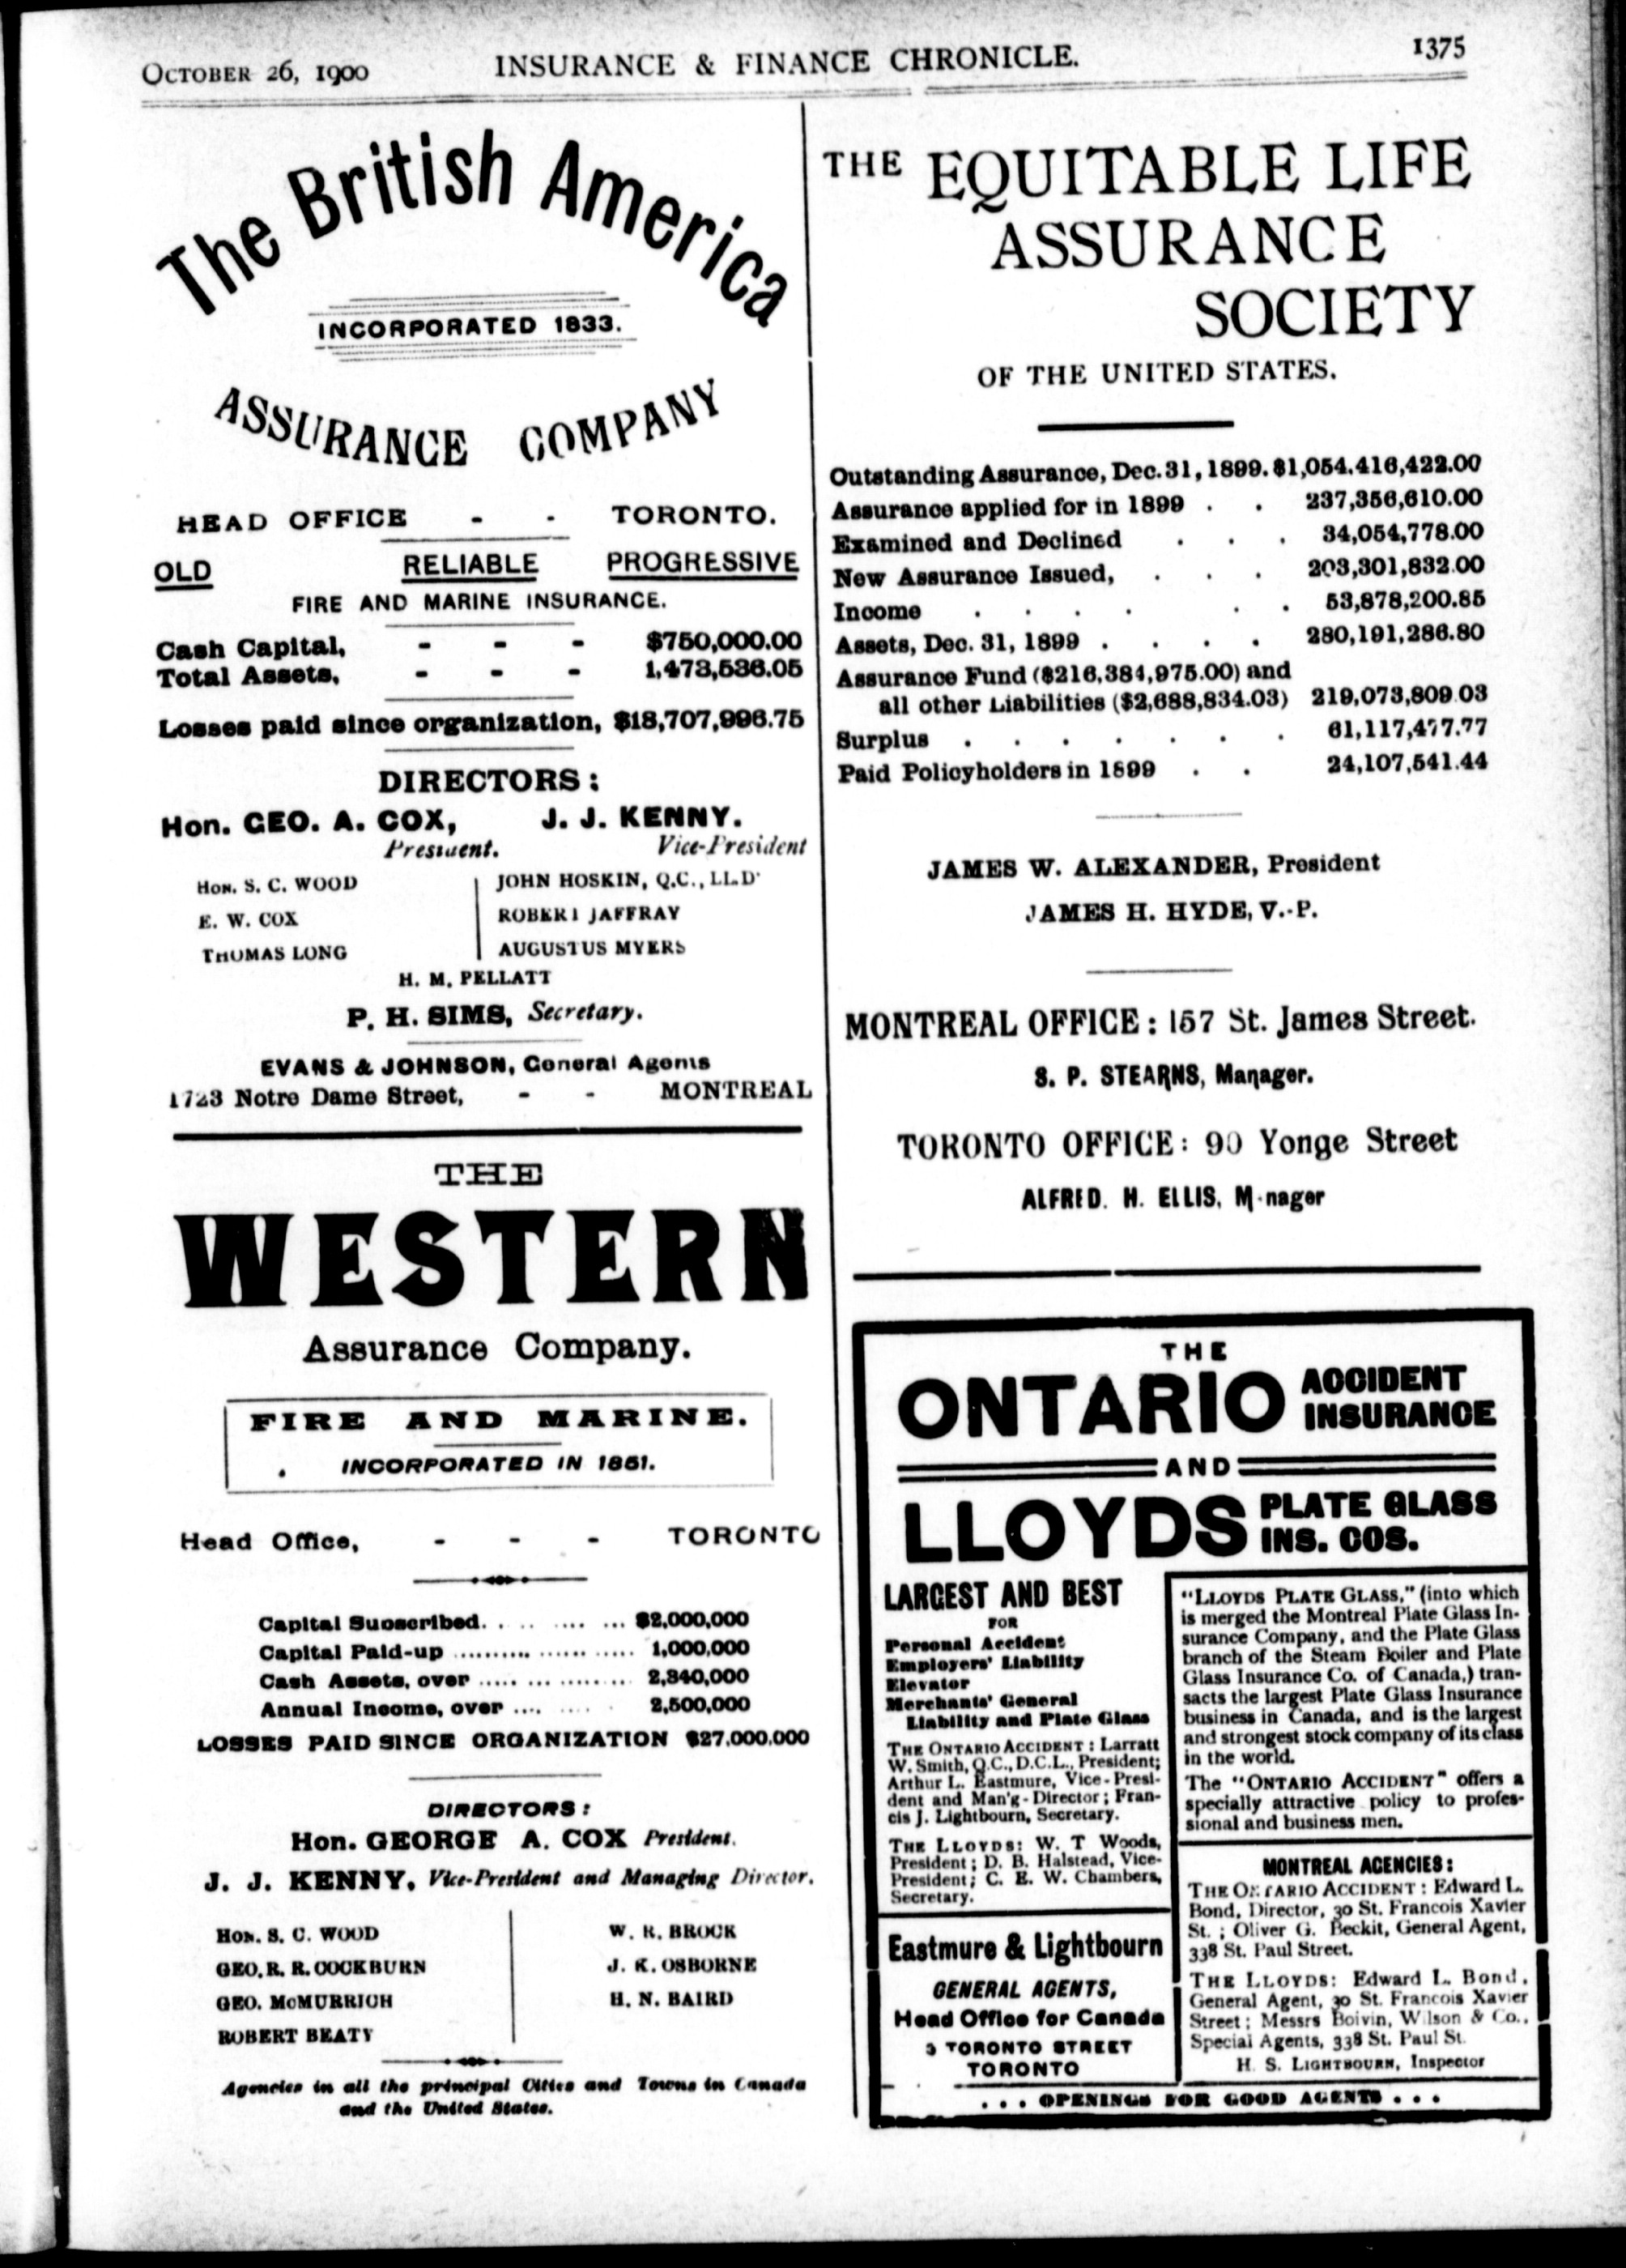 OCTOBER 26, 1900 INSURANCE & FINANCE CHRONICLE. 1375
The British America
INCORPORATED 1833.
ASSURANCE COMPANY
HEAD OFFICE - - TORONTO.
OLD RELIABLE PROGRESSIVE
FIRE AND MARINE INSURANCE.
Cash Capital, - - - $750,000.00
Total Assets, - - - 1,473,536.05
Losses paid since organization, $18,707,996.75
DIRECTORS:
Hon. GEO. A. COX, J. J. KENNY.
President. Vice-President
HON. S. C. WOOD JOHN HOSKIN, Q.C., LL.D.
E. W. COX ROBERT JAFFRAY
THOMAS LONG AUGUSTUS MYERS
H. M. PELLATT
P. H. SIMS, Secretary.
EVANS & JOHNSON, General Agents
1723 Notre Dame Street, - - MONTREAL
THE
WESTERN
Assurance Company.
FIRE AND MARINE.
INCORPORATED IN 1851.
Head Office, - - - TORONTO
Capital Subscribed. . .. .... ... $2,000,000
Capital Paid-up .......... ...... ..... 1,000,000
Cash Assets, over ..... ... ......... 2,340,000
Annual Income, over .... ..... . 2,500,000
LOSSES PAID SINCE ORGANIZATION $27,000,000
DIRECTORS:
Hon. GEORGE A. COX President.
J. J. KENNY, Vice-President and Managing Director.
HON. S. C. WOOD W. R. BROCK
GEO. R. R. COCKBURN J. K. OSBORNE
GEO. McMURRICH H. N. BAIRD
ROBERT BEATY
Agencies in all the principal Cities and Towns in Canada
and the United States.
THE EQUITABLE LIFE
ASSURANCE
SOCIETY
OF THE UNITED STATES.
Outstanding Assurance, Dec. 31, 1899. $1,054,416,422.00
Assurance applied for in 1899 . . 237,356,610.00
Examined and Declined . . . 34,054,778.00
New Assurance Issued, . . . 203,301,832.00
Income . . . . . . 53,878,200.85
Assets, Dec. 31, 1899 . . . . 280,191,286.80
Assurance Fund ($216,384,975.00) and
all other Liabilities ($2,688,834.03) 219,073,809.03
Surplus . . . . . . . 61,117,477.77
Paid Policyholders in 1899 . . 24,107,541.44
JAMES W. ALEXANDER, President
JAMES H. HYDE, V.-P.
MONTREAL OFFICE: 157 St. James Street.
S. P. STEARNS, Manager.
TORONTO OFFICE: 90 Yonge Street
ALFRED. H. ELLIS, Manager
THE
ONTARIO ACCIDENT
INSURANCE
AND
LLOYDS PLATE GLASS
INS. COS.
LARGEST AND BEST
FOR
Personal Accident
Employers' Liability
Elevator
Merchants' General
Liability and Plate Glass
THE ONTARIO ACCIDENT: Larratt
W. Smith, Q.C., D.C.L., President;
Arthur L. Eastmure, Vice-Presi-
dent and Man'g-Director; Fran-
cis J. Lightbourn, Secretary.
THE LLOYDS: W. T Woods,
President; D. B. Halstead, Vice-
President; C. E. W. Chambers,
Secretary.
Eastmure & Lightbourn
GENERAL AGENTS,
Head Office for Canada
3 TORONTO STREET
TORONTO
"LLOYDS PLATE GLASS," (into which
is merged the Montreal Plate Glass In-
surance Company, and the Plate Glass
branch of the Steam Boiler and Plate
Glass Insurance Co. of Canada,) tran-
sacts the largest Plate Glass Insurance
business in Canada, and is the largest
and strongest stock company of its class
in the world.
The "ONTARIO ACCIDENT" offers a
specially attractive policy to profes-
sional and business men.
MONTREAL AGENCIES:
THE ONTARIO ACCIDENT: Edward L.
Bond, Director, 30 St. Francois Xavier
St. ; Oliver G. Beckit, General Agent,
338 St. Paul Street.
THE LLOYDS: Edward L. Bond,
General Agent, 30 St. Francois Xavier
Street; Messrs Boivin, Wilson & Co.,
Special Agents, 338 St. Paul St.
H. S. LIGHTBOURN, Inspector
. . . OPENINGS FOR GOOD AGENTS . . .